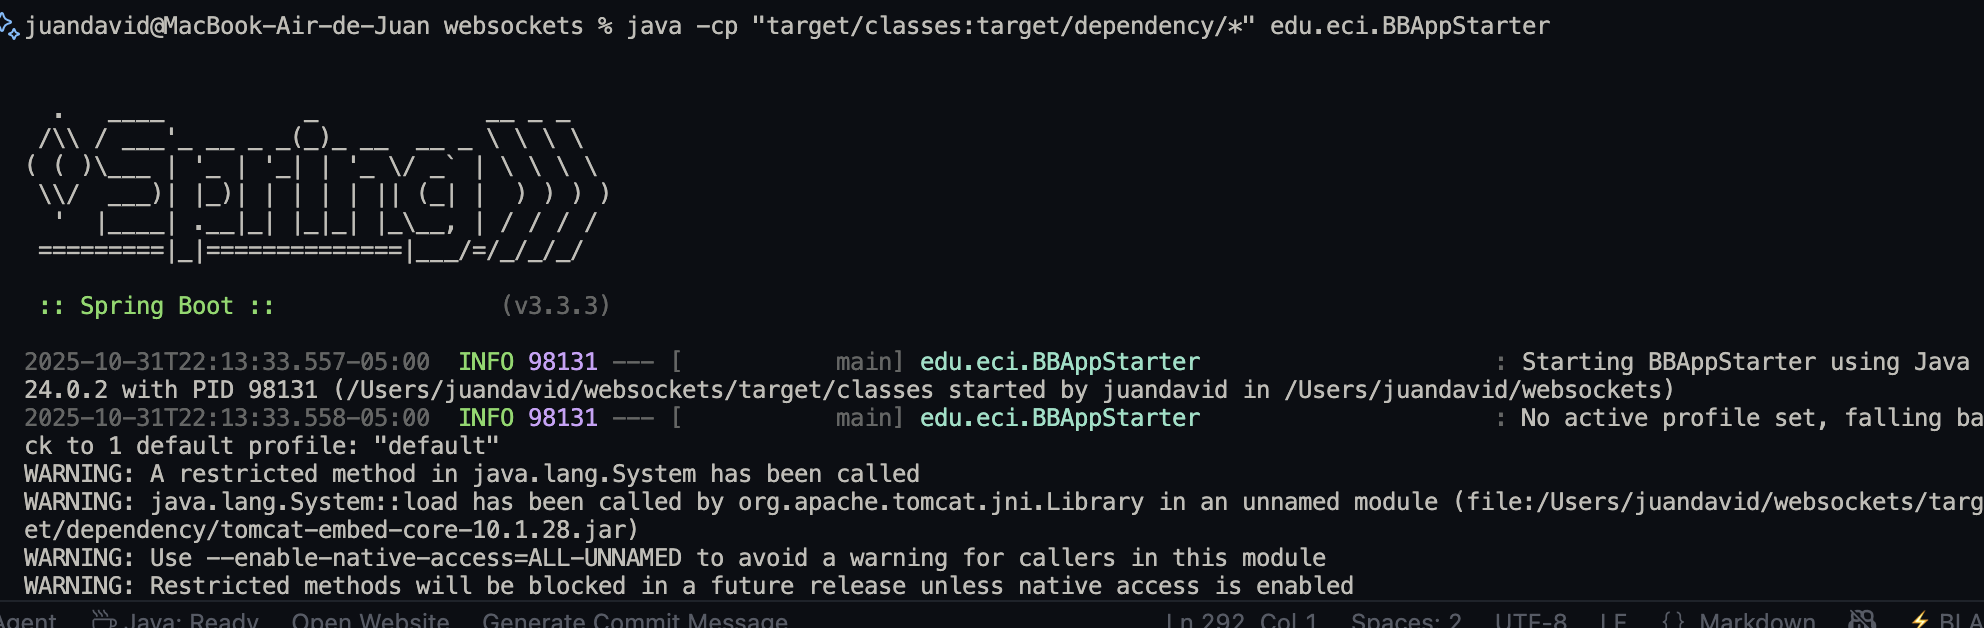 juandavid@MacBook-Air-de-Juan websockets % java -cp "target/classes:target/dependency/*" edu.eci.BBAppStarter
  .   ____          _            __ _ _
 /\\ / ___'_ __ _ _(_)_ __  __ _ \ \ \ \
( ( )\___ | '_ | '_| | '_ \/ _` | \ \ \ \
 \\/  ___)| |_)| | | | | || (_| |  ) ) ) )
  '  |____| .__|_| |_|_| |_\__, | / / / /
 =========|_|==============|___/=/_/_/_/
 :: Spring Boot ::                (v3.3.3)
2025-10-31T22:13:33.557-05:00  INFO 98131 --- [           main] edu.eci.BBAppStarter                     : Starting BBAppStarter using Java
24.0.2 with PID 98131 (/Users/juandavid/websockets/target/classes started by juandavid in /Users/juandavid/websockets)
2025-10-31T22:13:33.558-05:00  INFO 98131 --- [           main] edu.eci.BBAppStarter                     : No active profile set, falling ba
ck to 1 default profile: "default"
WARNING: A restricted method in java.lang.System has been called
WARNING: java.lang.System::load has been called by org.apache.tomcat.jni.Library in an unnamed module (file:/Users/juandavid/websockets/targ
et/dependency/tomcat-embed-core-10.1.28.jar)
WARNING: Use --enable-native-access=ALL-UNNAMED to avoid a warning for callers in this module
WARNING: Restricted methods will be blocked in a future release unless native access is enabled
Agent Java: Ready Open Website Generate Commit Message Ln 292, Col 1 Spaces: 2 UTF-8 LF {} Markdown BLA